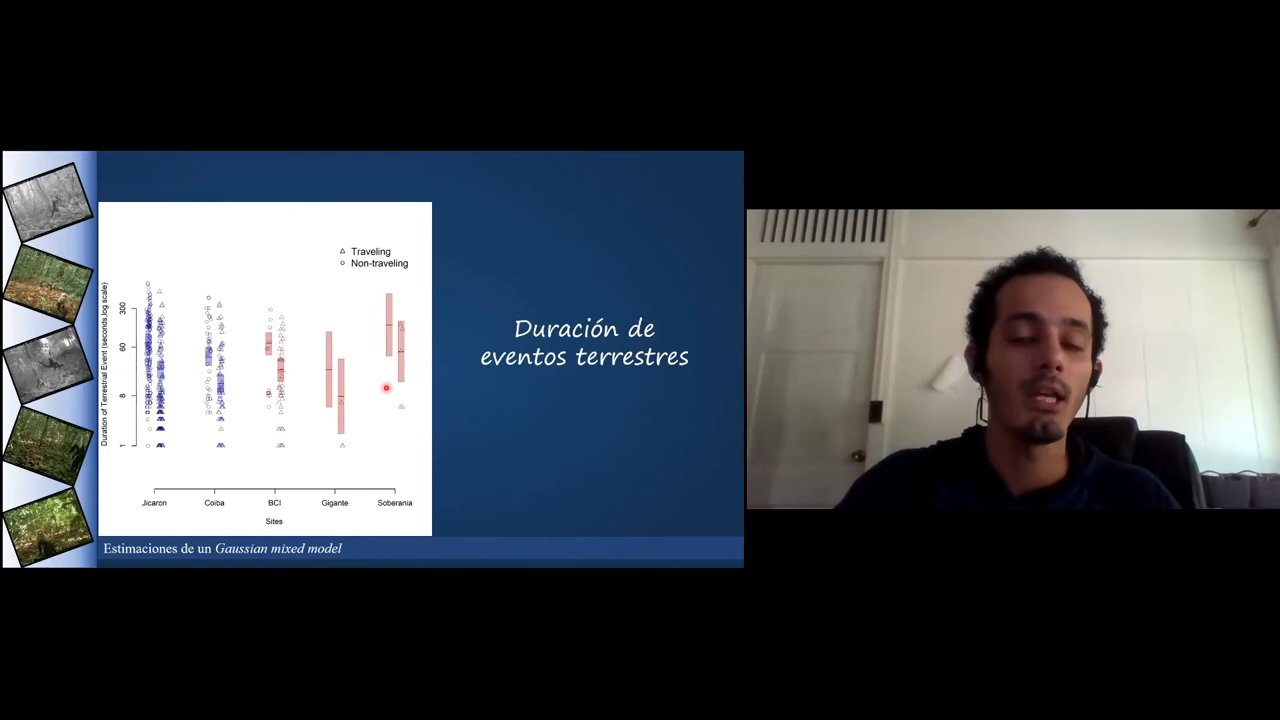 Traveling
Non-traveling
Duration of Terrestrial Event (seconds,log scale)
300
60
8
1
Jicaron
Coiba
BCI
Gigante
Soberania
Sites
Duración de
eventos terrestres
Estimaciones de un Gaussian mixed model